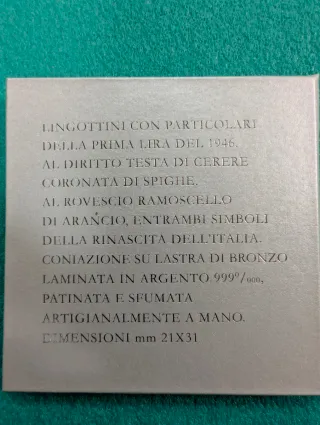 LINGOTTINI CON PARTICOLARI
DELLA PRIMA LIRA DEL 1946.
AL DIRITTO TESTA DI CERERE
CORONATA DI SPIGHE.
AL ROVESCIO RAMOSCELLO
DI ARANCIO, ENTRAMBI SIMBOLI
DELLA RINASCITA DELL'ITALIA.
CONIAZIONE SU LASTRA DI BRONZO
LAMINATA IN ARGENTO 999°/₀₀₀,
PATINATA E SFUMATA
ARTIGIANALMENTE A MANO.
DIMENSIONI mm 21X31